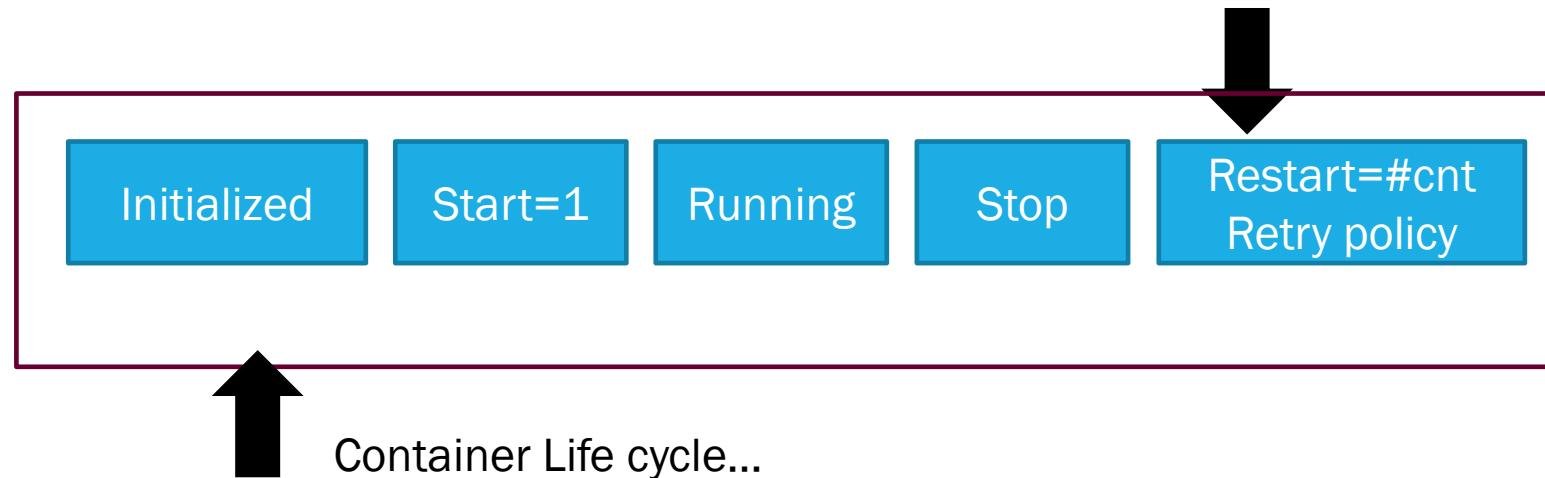 Initialized
Start=1
Running
Stop
Restart=#cnt
Retry policy
Container Life cycle...